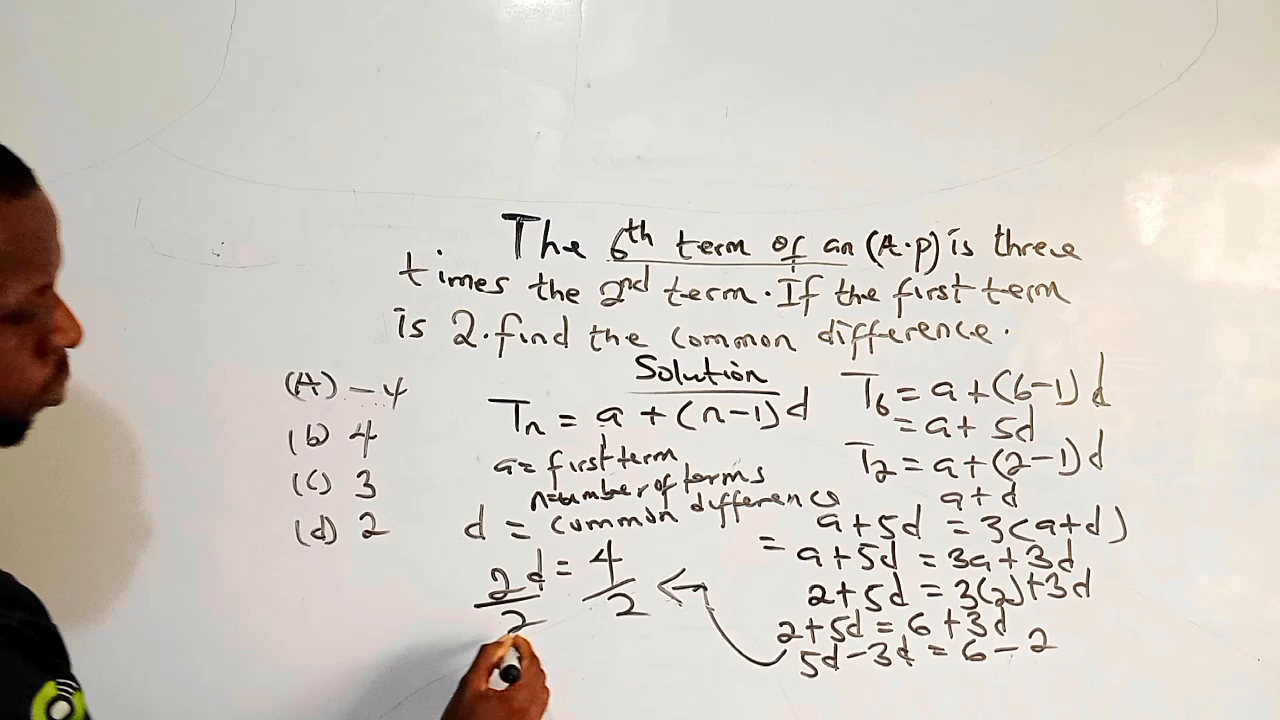 The 6th term of an (A.p) is three
times the 2nd term. If the first term
is 2. find the common difference.
Solution
(A) -4
(b) 4
(c) 3
(d) 2
Tn = a + (n-1)d
a = first term
n=number of terms
d = common difference
T6 = a+(6-1)d
= a+ 5d
T2 = a+(2-1)d
a+d
a+5d = 3(a+d)
= a+5d = 3a+3d
2+5d = 3(2)+3d
2+5d = 6+3d
5d-3d = 6-2
2d/2 = 4/2